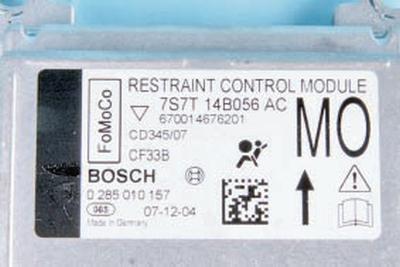 FoMoCo
RESTRAINT CONTROL MODULE
7S7T 14B056 AC
670014676201
CD345/07
CF33B
MO
BOSCH
0 285 010 157
063 07-12-04
Made in Germany